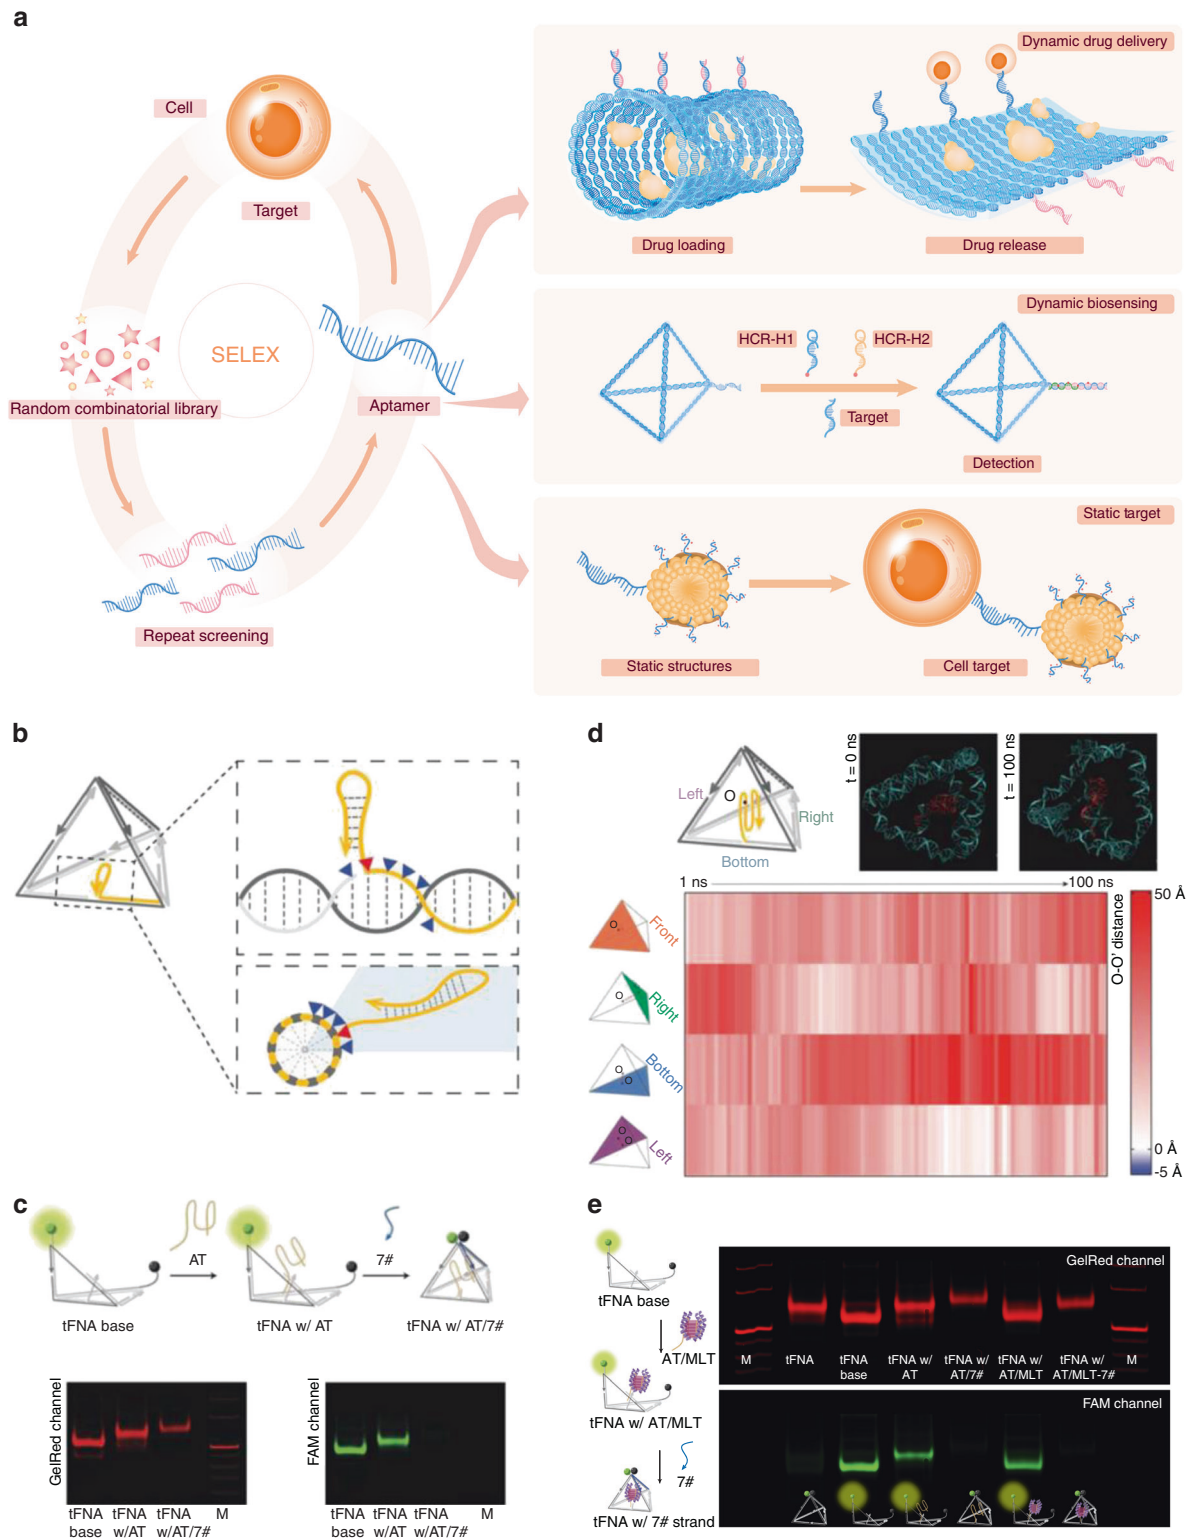 a
Cell
Target
SELEX
Random combinatorial library
Aptamer
Repeat screening
Dynamic drug delivery
Drug loading
Drug release
Dynamic biosensing
HCR-H1
HCR-H2
Target
Detection
Static target
Static structures
Cell target
b
d
Left
O
Right
Bottom
t = 0 ns
t = 100 ns
1 ns
100 ns
O
Front
O
Right
O
O
Bottom
O
O
Left
50 Å
O-O' distance
0 Å
-5 Å
c
AT
7#
tFNA base
tFNA w/ AT
tFNA w/ AT/7#
GelRed channel
tFNA base
tFNA w/AT
tFNA w/AT/7#
M
FAM channel
tFNA base
tFNA w/AT
tFNA w/AT/7#
M
e
tFNA base
AT/MLT
tFNA w/ AT/MLT
7#
tFNA w/ 7# strand
GelRed channel
M
tFNA
tFNA base
tFNA w/ AT
tFNA w/ AT/7#
tFNA w/ AT/MLT
tFNA w/ AT/MLT-7#
M
FAM channel